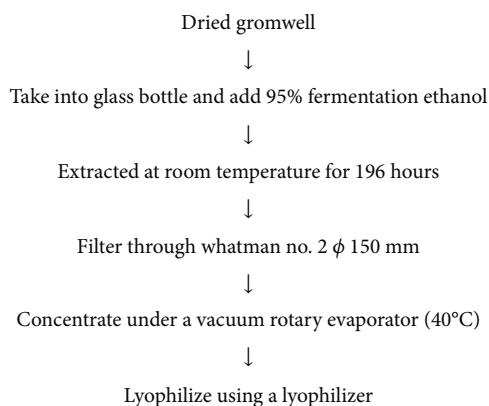 Dried gromwell
↓
Take into glass bottle and add 95% fermentation ethanol
↓
Extracted at room temperature for 196 hours
↓
Filter through whatman no. 2 ϕ 150 mm
↓
Concentrate under a vacuum rotary evaporator (40°C)
↓
Lyophilize using a lyophilizer